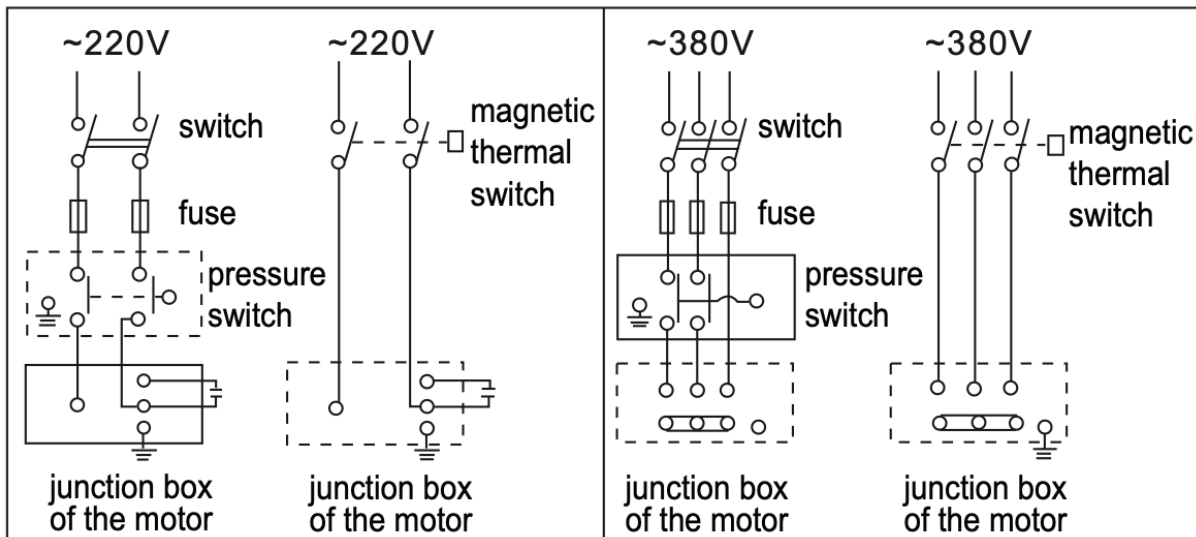 ~220V
switch
fuse
pressure
switch
junction box
of the motor
~220V
magnetic
thermal
switch
junction box
of the motor
~380V
switch
fuse
pressure
switch
junction box
of the motor
~380V
magnetic
thermal
switch
junction box
of the motor